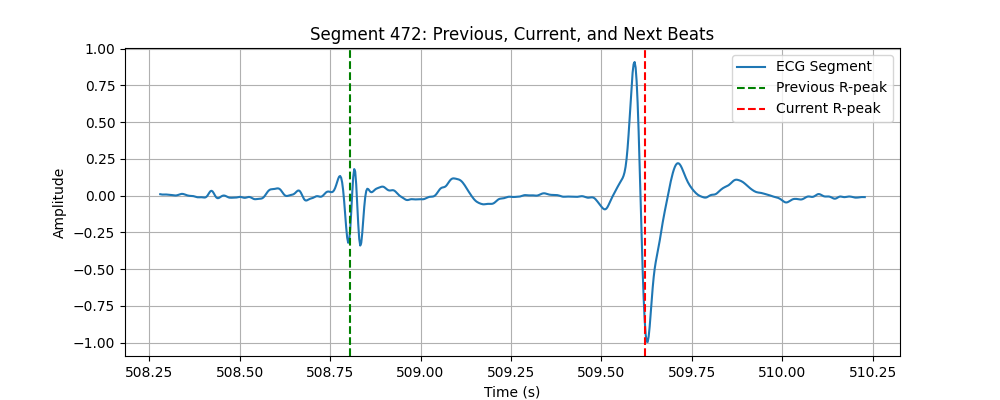 Segment 472: Previous, Current, and Next Beats
ECG Segment
Previous R-peak
Current R-peak
Amplitude
1.00
0.75
0.50
0.25
0.00
−0.25
−0.50
−0.75
−1.00
508.25 508.50 508.75 509.00 509.25 509.50 509.75 510.00 510.25
Time (s)